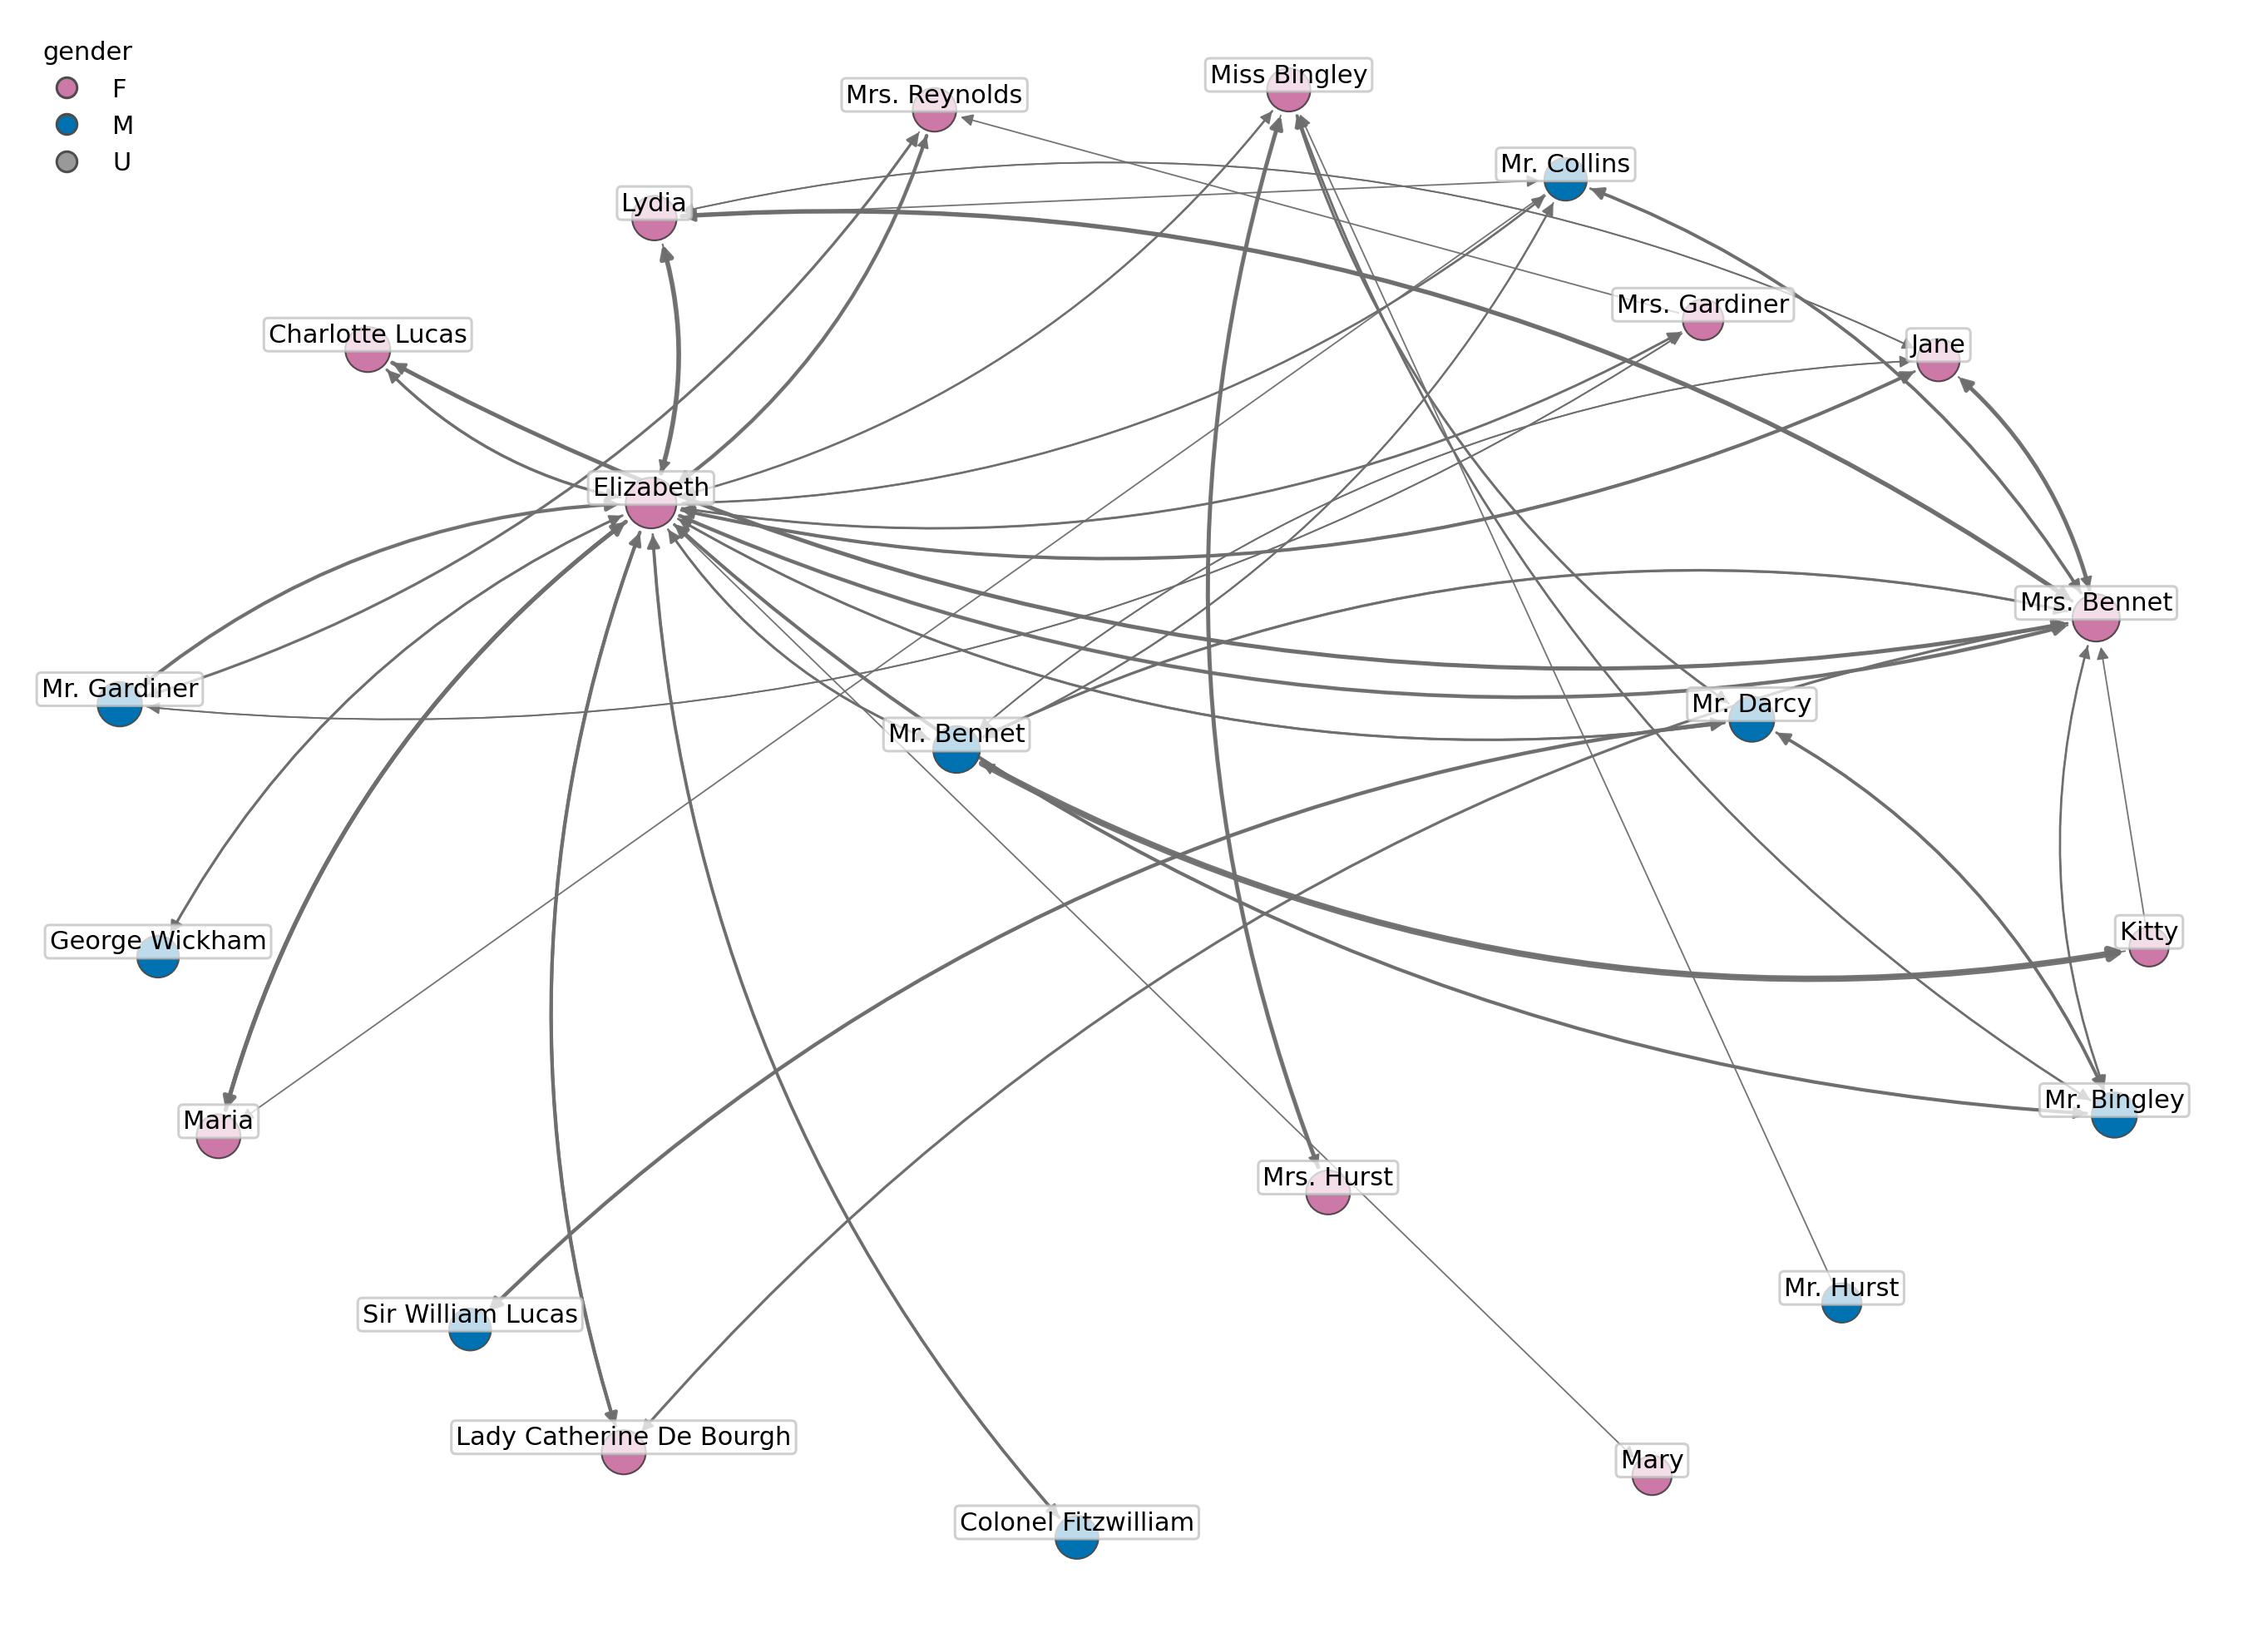 gender
F
M
U
Miss Bingley
Mrs. Reynolds
Mr. Collins
Lydia
Mrs. Gardiner
Charlotte Lucas
Jane
Elizabeth
Mrs. Bennet
Mr. Gardiner
Mr. Darcy
Mr. Bennet
Kitty
George Wickham
Mr. Bingley
Maria
Mrs. Hurst
Mr. Hurst
Sir William Lucas
Lady Catherine De Bourgh
Mary
Colonel Fitzwilliam